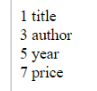 1 title
3 author
5 year
7 price